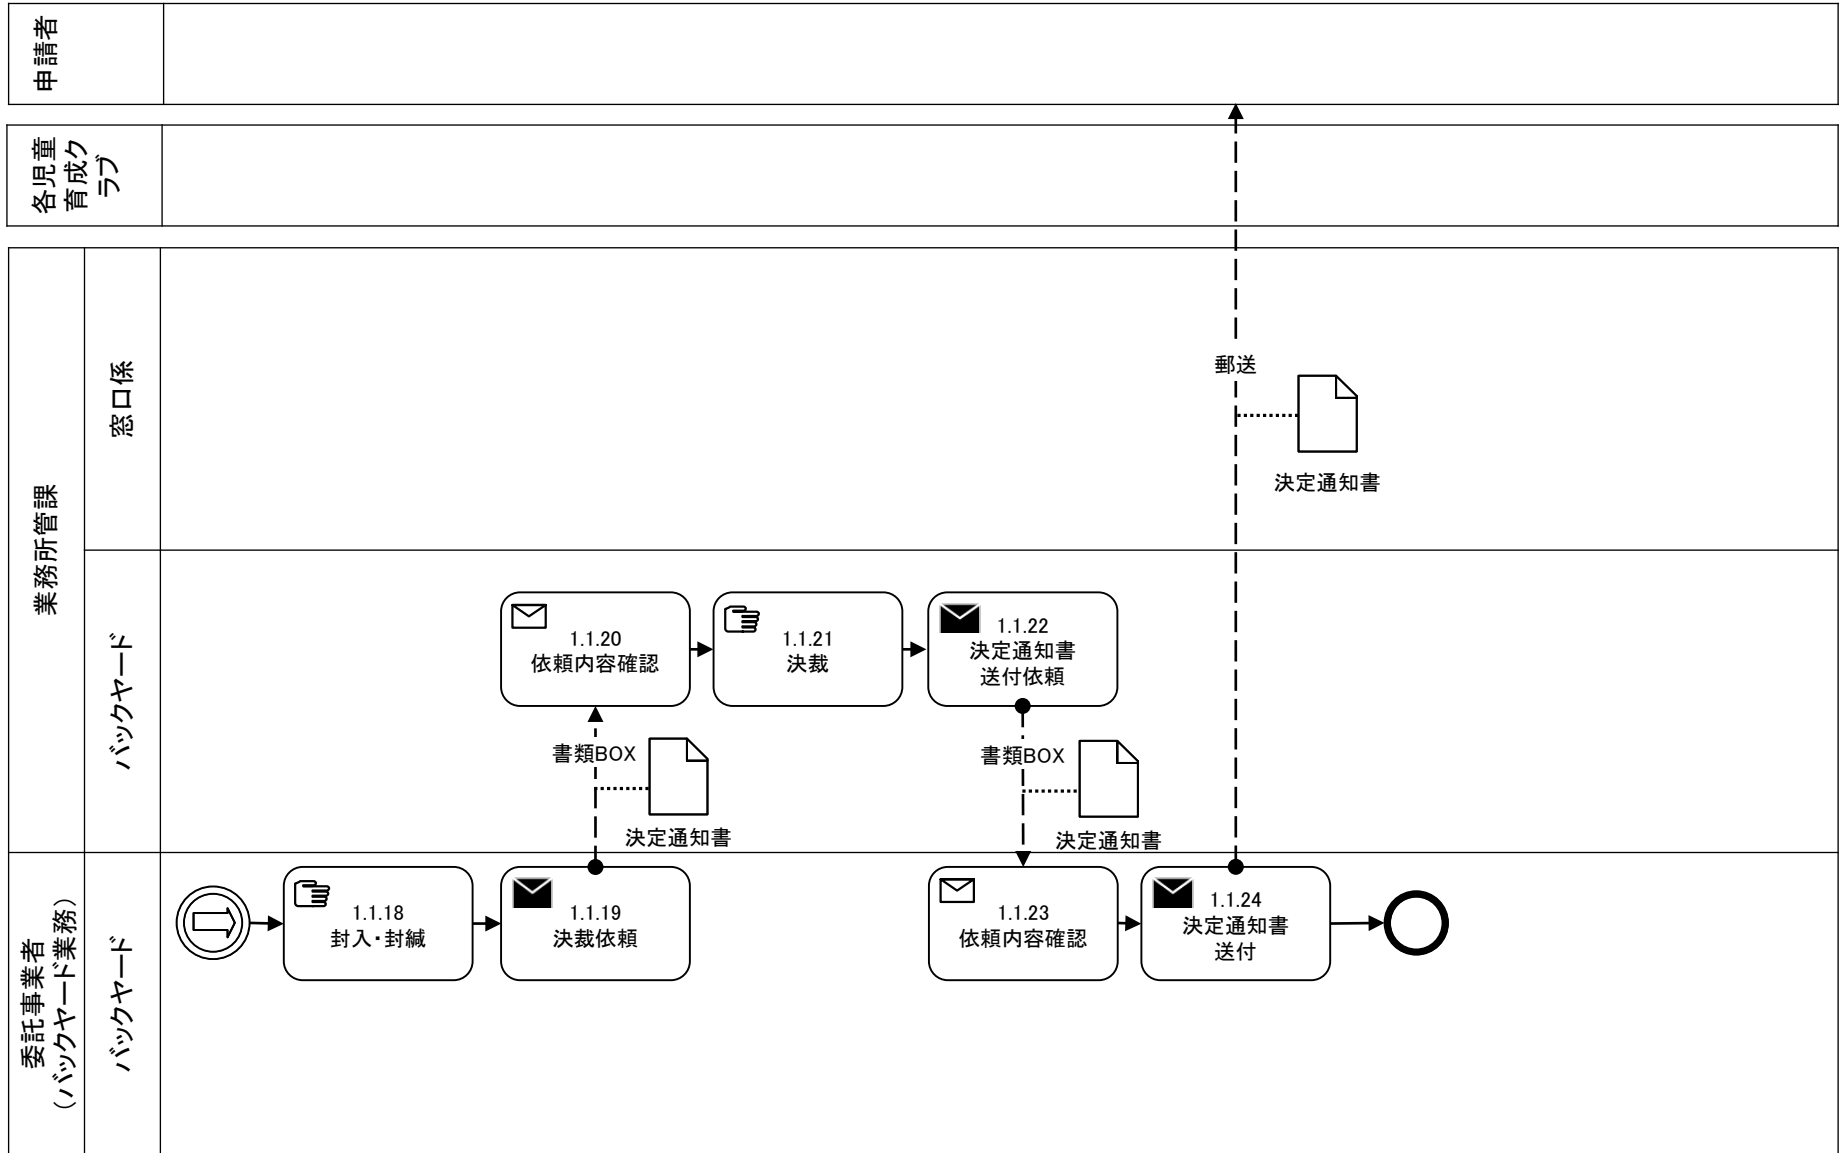 申請者
各児童
育成ク
ラブ
業務所管課
窓口係
郵送
決定通知書
バックヤード
1.1.20
依頼内容確認
1.1.21
決裁
1.1.22
決定通知書
送付依頼
書類BOX
決定通知書
書類BOX
決定通知書
委託事業者
（バックヤード業務）
バックヤード
1.1.18
封入・封緘
1.1.19
決裁依頼
1.1.23
依頼内容確認
1.1.24
決定通知書
送付